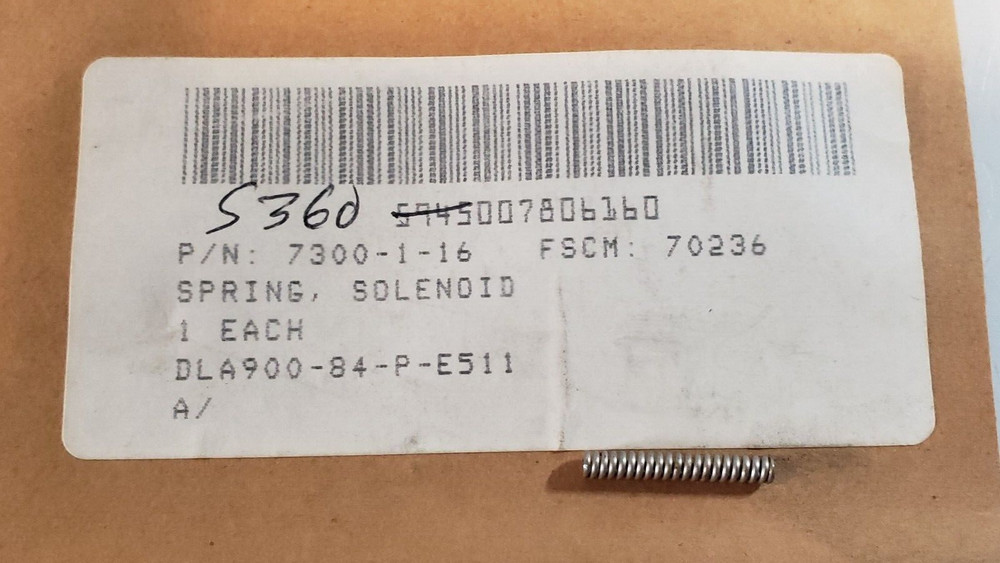 5360 5945007806160
P/N: 7300-1-16 FSCM: 70236
SPRING, SOLENOID
1 EACH
DLA900-84-P-E511
A/